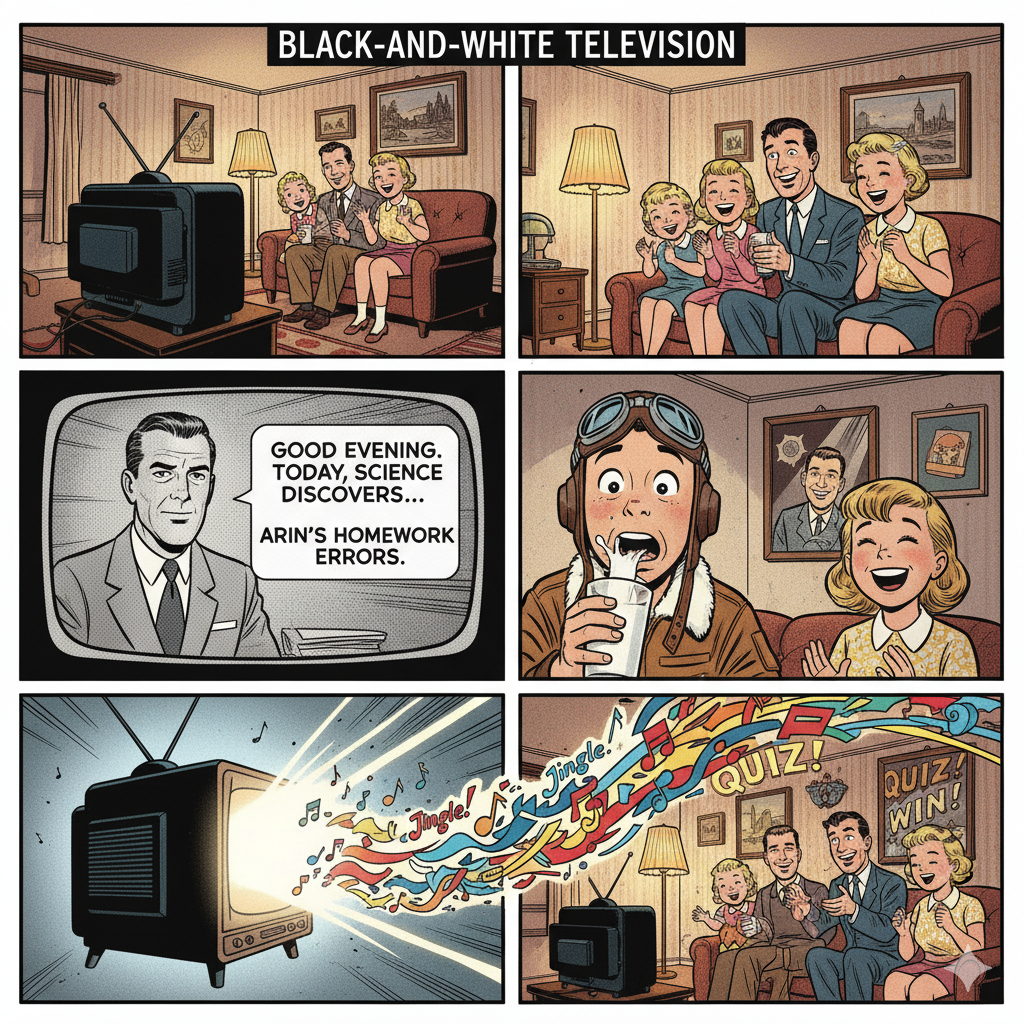 BLACK-AND-WHITE TELEVISION
GOOD EVENING.
TODAY, SCIENCE
DISCOVERS...
ARIN'S HOMEWORK
ERRORS.
Jingle!
Jingle!
QUIZ!
QUIZ!
WIN!